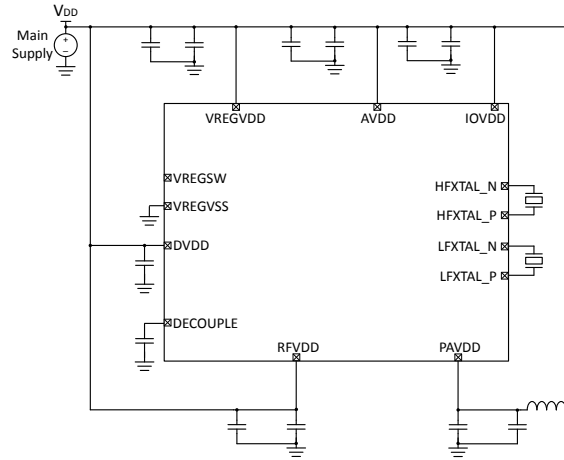 VDD
Main
Supply
+
–
VREGVDD
AVDD
IOVDD
VREGSW
HFXTAL_N
VREGVSS
HFXTAL_P
DVDD
LFXTAL_N
LFXTAL_P
DECOUPLE
RFVDD
PAVDD